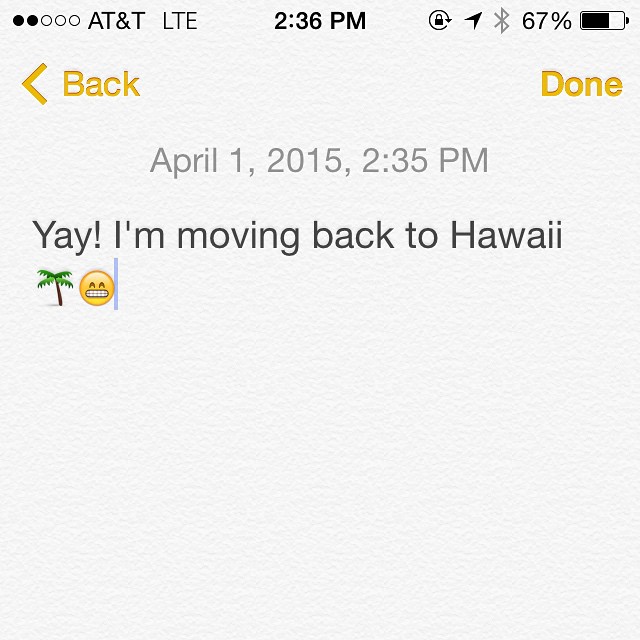 AT&T LTE 2:36 PM 67%
Back Done
April 1, 2015, 2:35 PM
Yay! I'm moving back to Hawaii
🌴😁